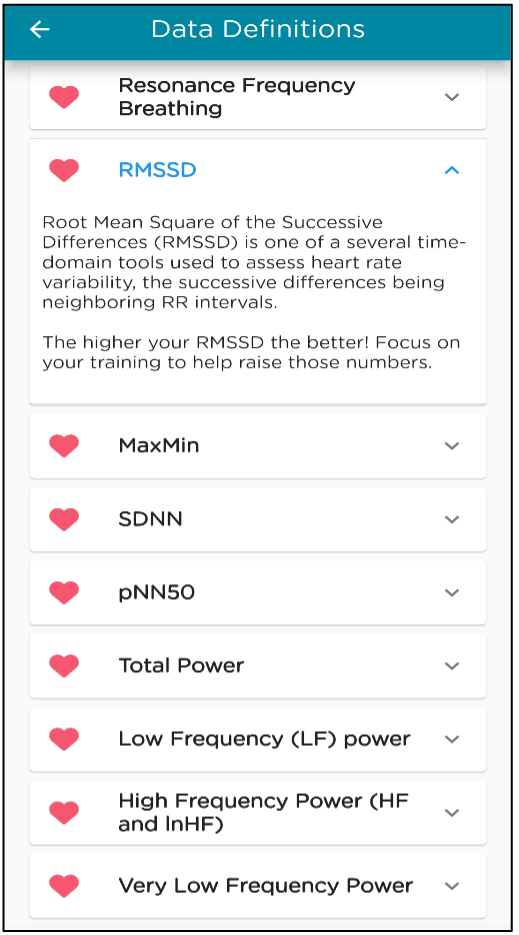 Data Definitions
Resonance Frequency
Breathing
RMSSD
Root Mean Square of the Successive
Differences (RMSSD) is one of a several time-
domain tools used to assess heart rate
variability, the successive differences being
neighboring RR intervals.
The higher your RMSSD the better! Focus on
your training to help raise those numbers.
MaxMin
SDNN
pNN50
Total Power
Low Frequency (LF) power
High Frequency Power (HF
and lnHF)
Very Low Frequency Power